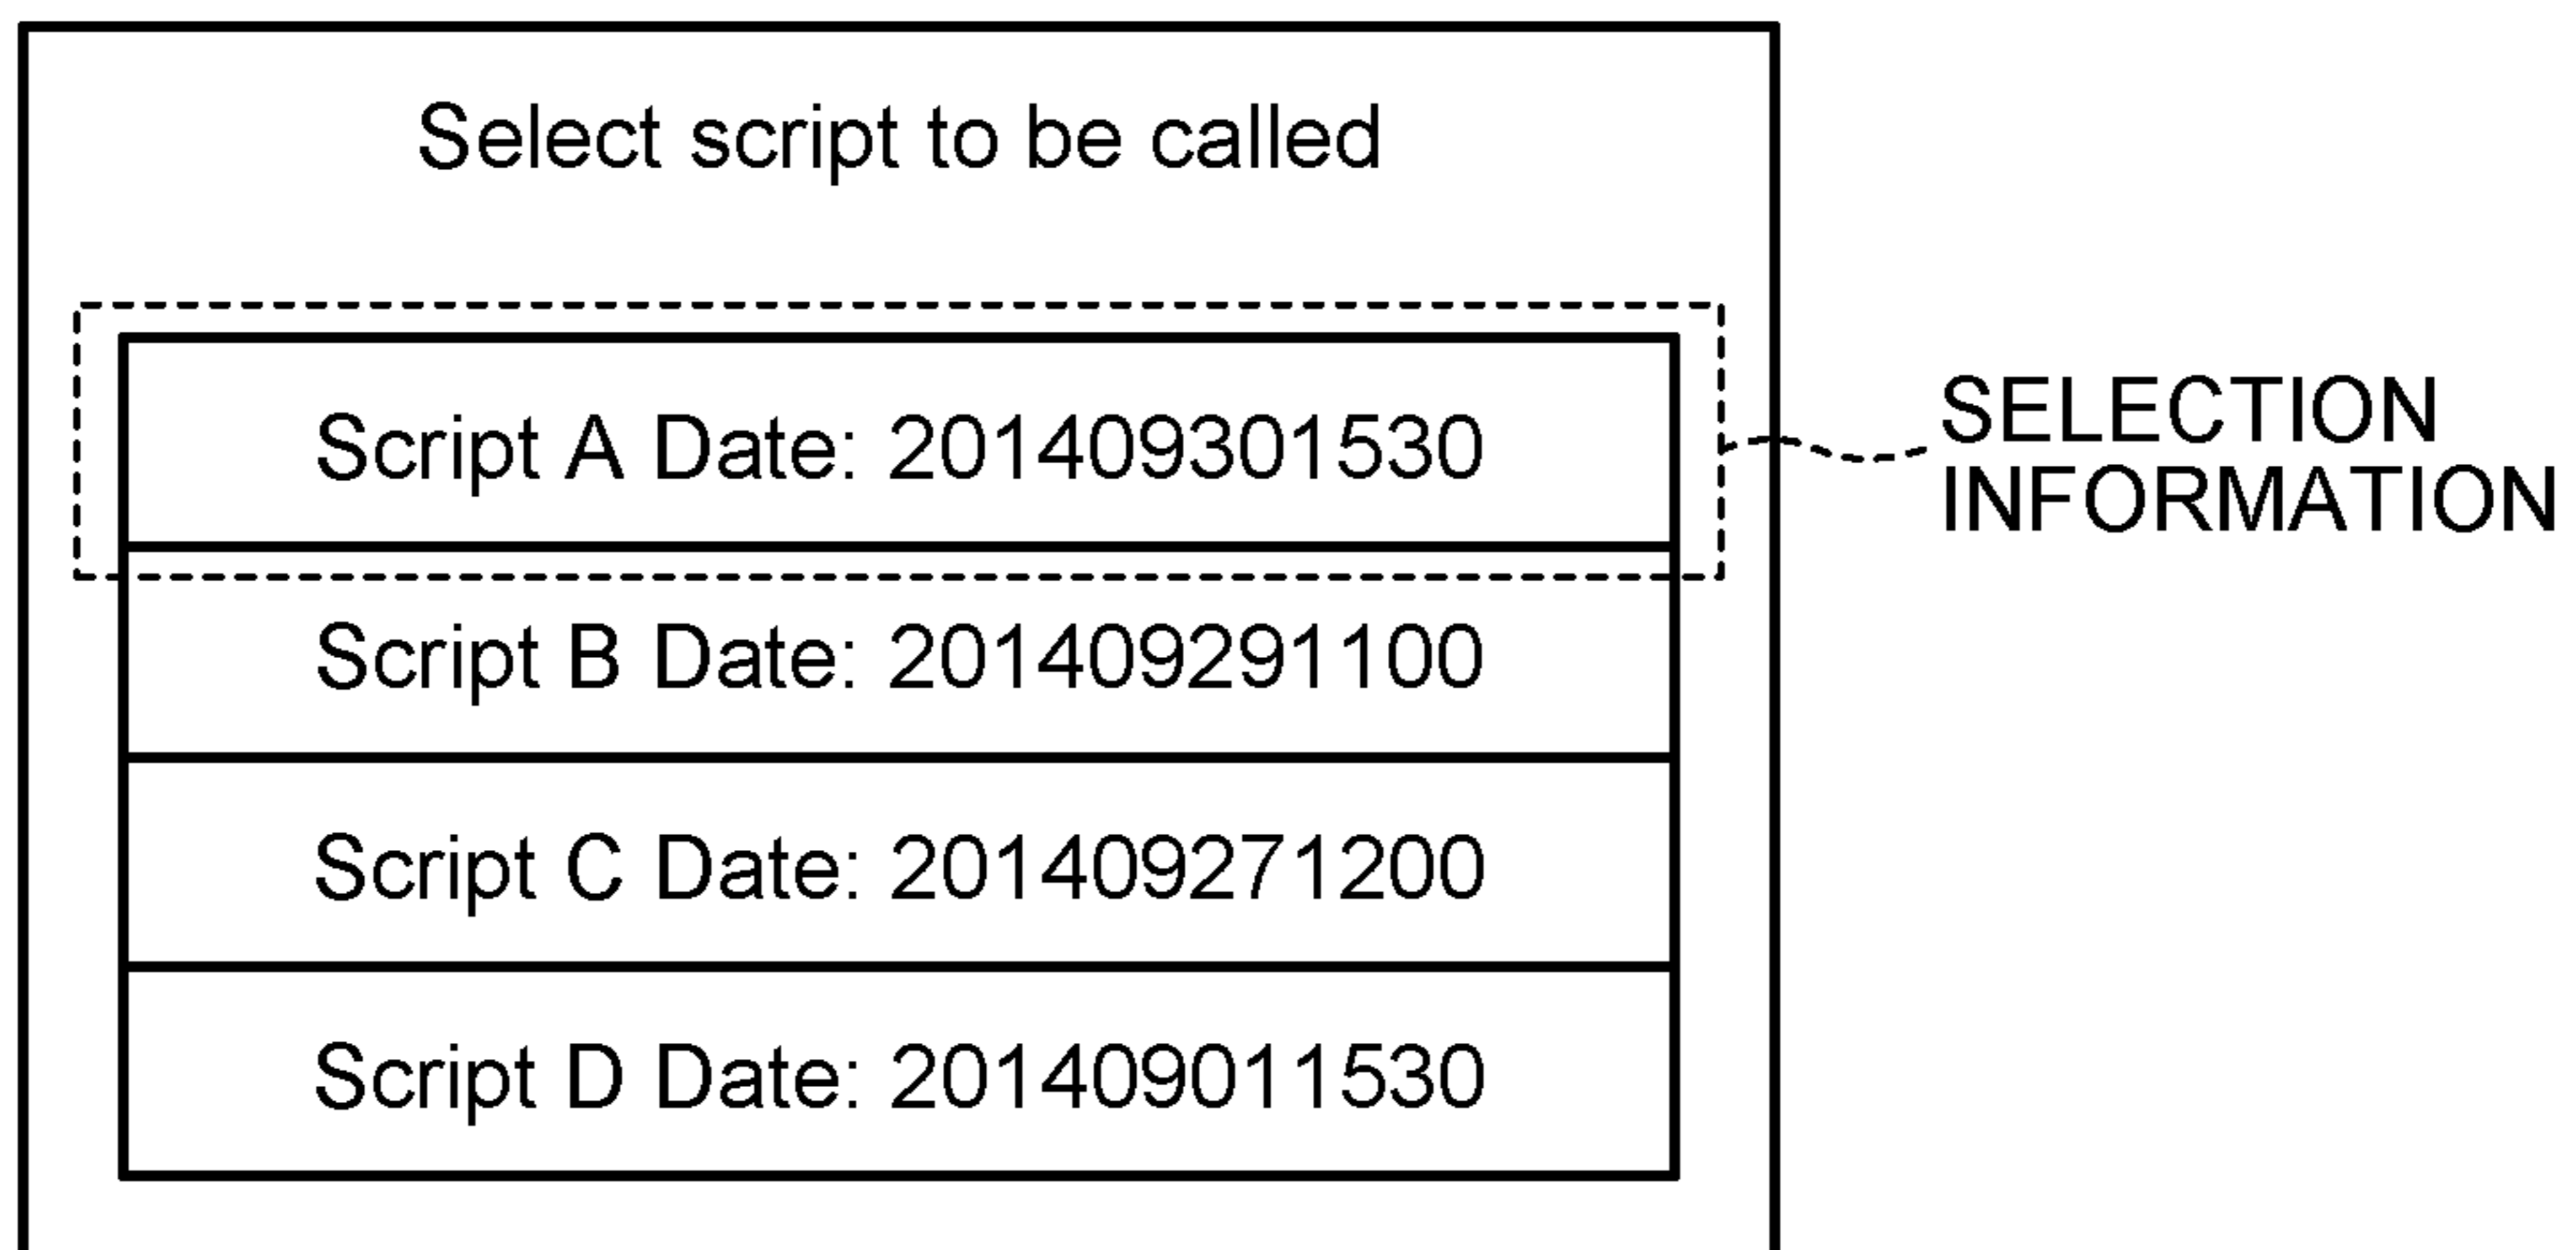 Select script to be called
Script A Date: 201409301530
SELECTION
INFORMATION
Script B Date: 201409291100
Script C Date: 201409271200
Script D Date: 201409011530